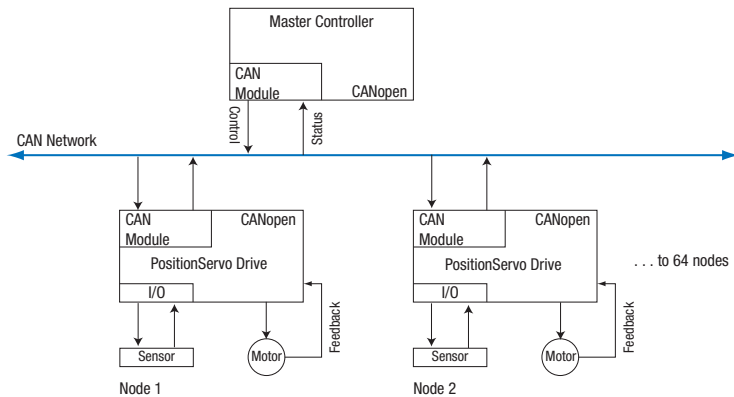 Master Controller
CAN
Module
CANopen
Control
Status
CAN Network
CAN
Module
CANopen
PositionServo Drive
I/O
Sensor
Motor
Feedback
Node 1
CAN
Module
CANopen
PositionServo Drive
I/O
Sensor
Motor
Feedback
Node 2
. . . to 64 nodes